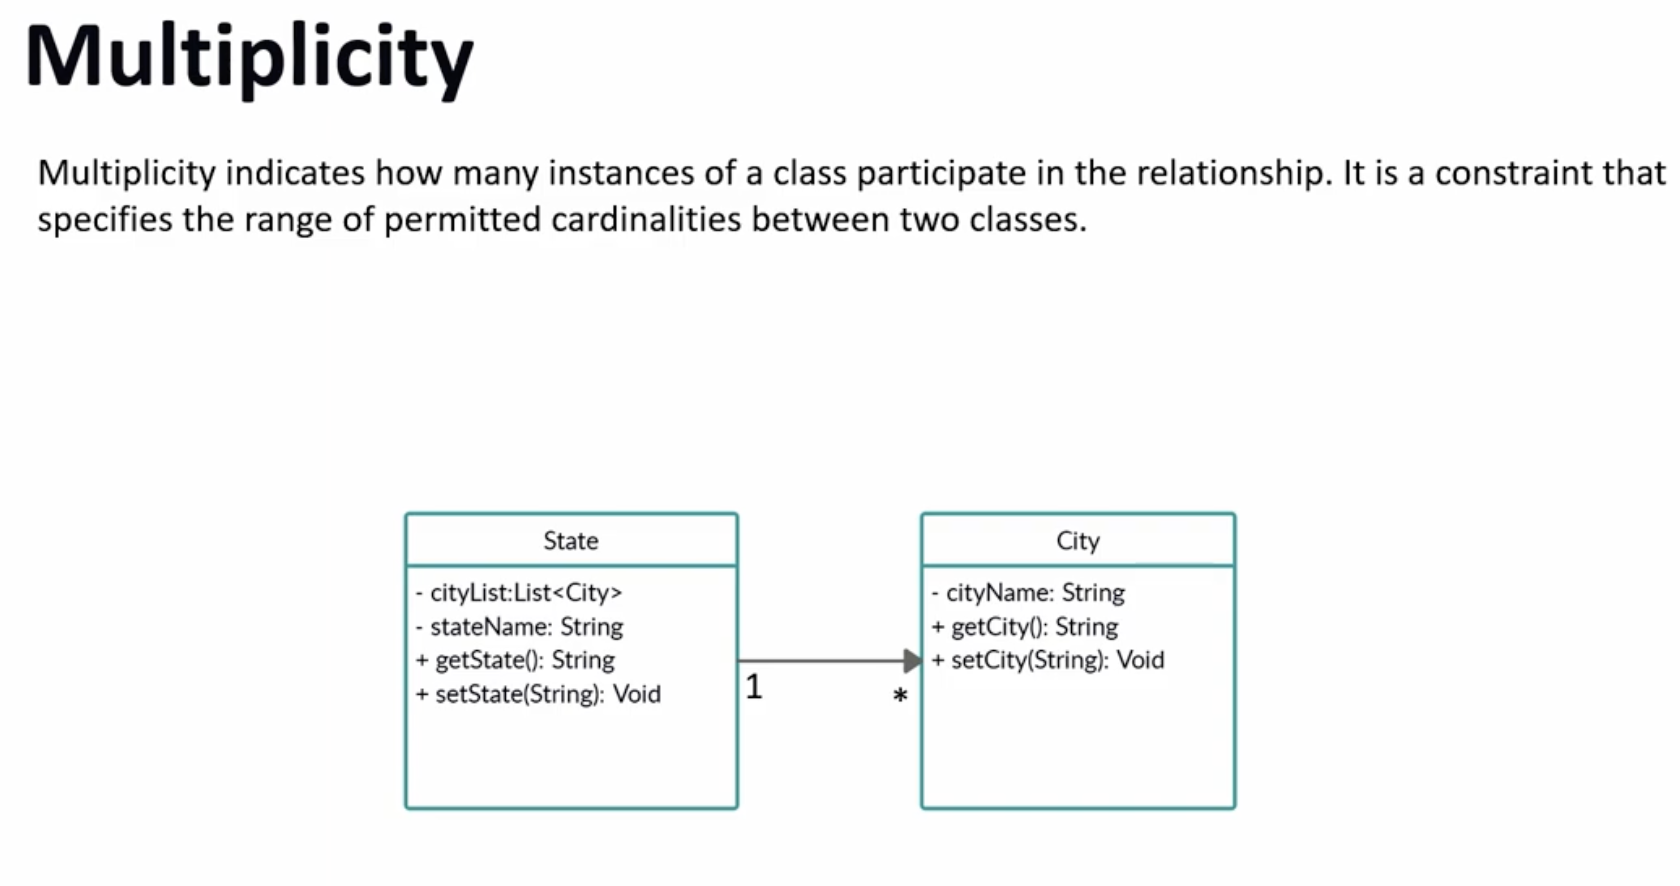 Multiplicity
Multiplicity indicates how many instances of a class participate in the relationship. It is a constraint that
specifies the range of permitted cardinalities between two classes.
State
- cityList:List<City>
- stateName: String
+ getState(): String
+ setState(String): Void
1
*
City
- cityName: String
+ getCity(): String
+ setCity(String): Void